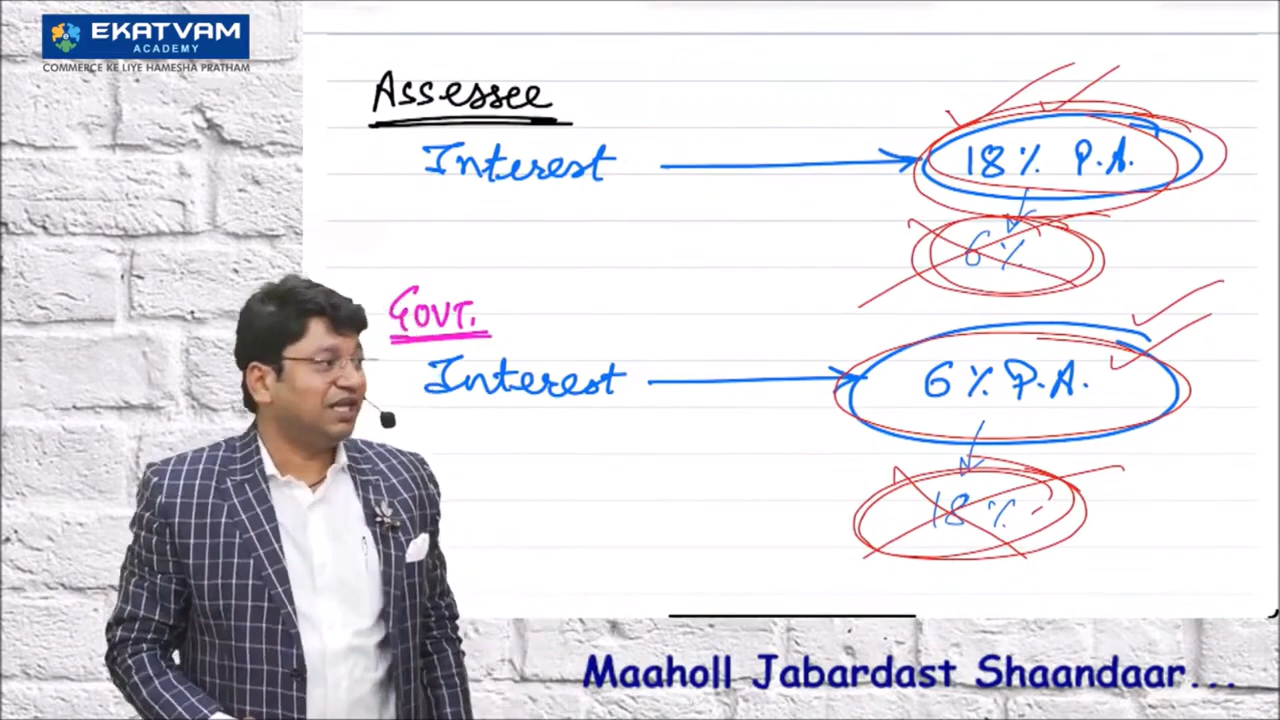 EKATVAM
ACADEMY
COMMERCE KE LIYE HAMESHA PRATHAM
Assessee
Interest 18% P.A.
6%
GOVT.
Interest 6% P.A.
18%
Maaholl Jabardast Shaandaar...